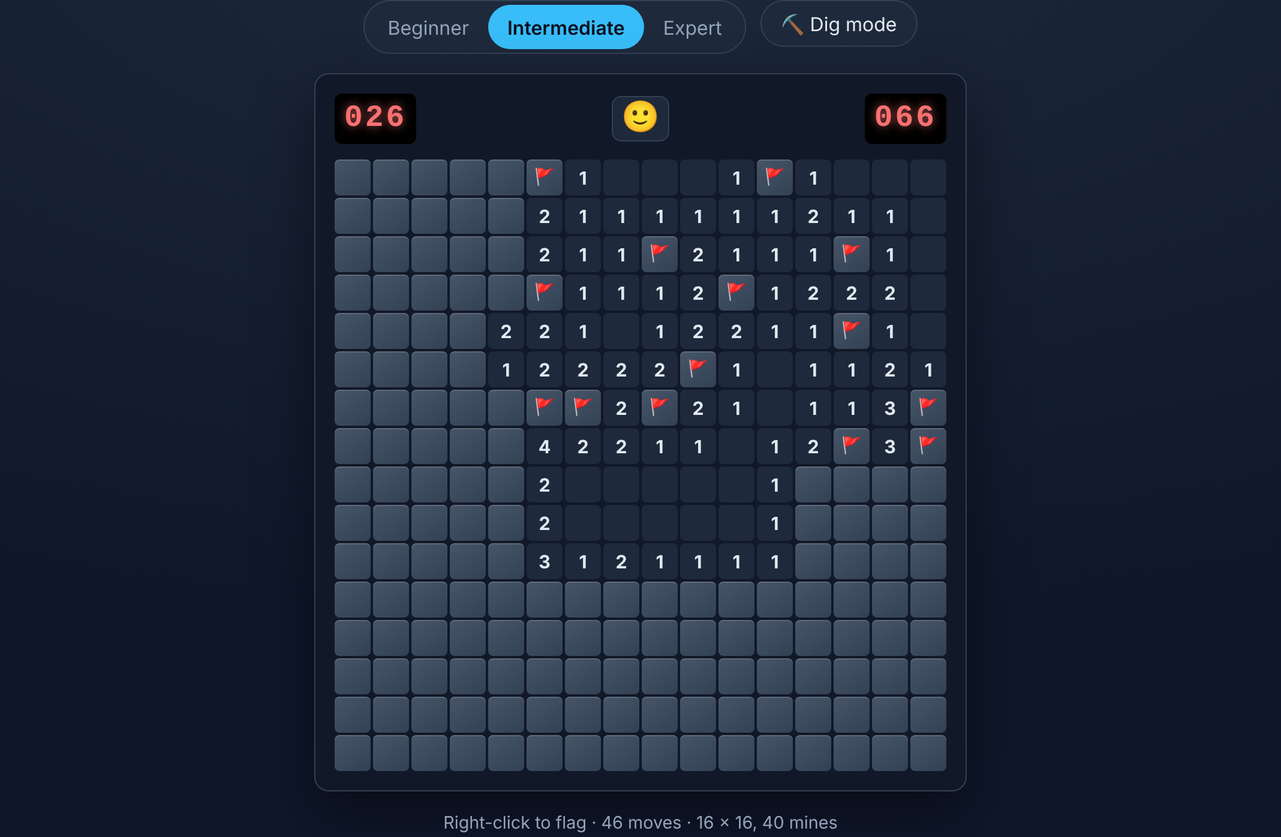 Beginner Intermediate Expert ⛏️ Dig mode
026 🙂 066
🚩 1 1 🚩 1
2 1 1 1 1 1 1 2 1 1
2 1 1 🚩 2 1 1 1 🚩 1
🚩 1 1 1 2 🚩 1 2 2 2
2 2 1 1 2 2 1 1 🚩 1
1 2 2 2 2 🚩 1 1 1 2 1
🚩 🚩 2 🚩 2 1 1 1 3 🚩
4 2 2 1 1 1 2 🚩 3 🚩
2 1
2 1
3 1 2 1 1 1 1
Right-click to flag · 46 moves · 16 × 16, 40 mines